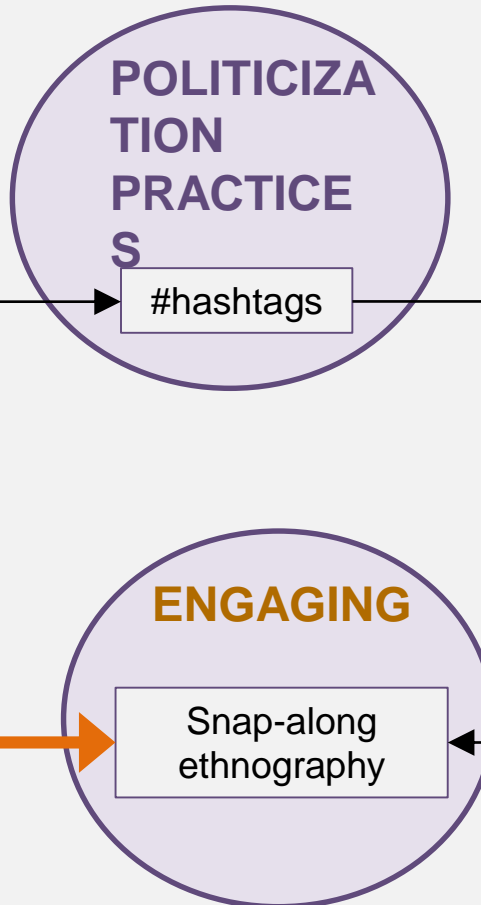 POLITICIZA
TION
PRACTICE
S
#hashtags
ENGAGING
Snap-along
ethnography